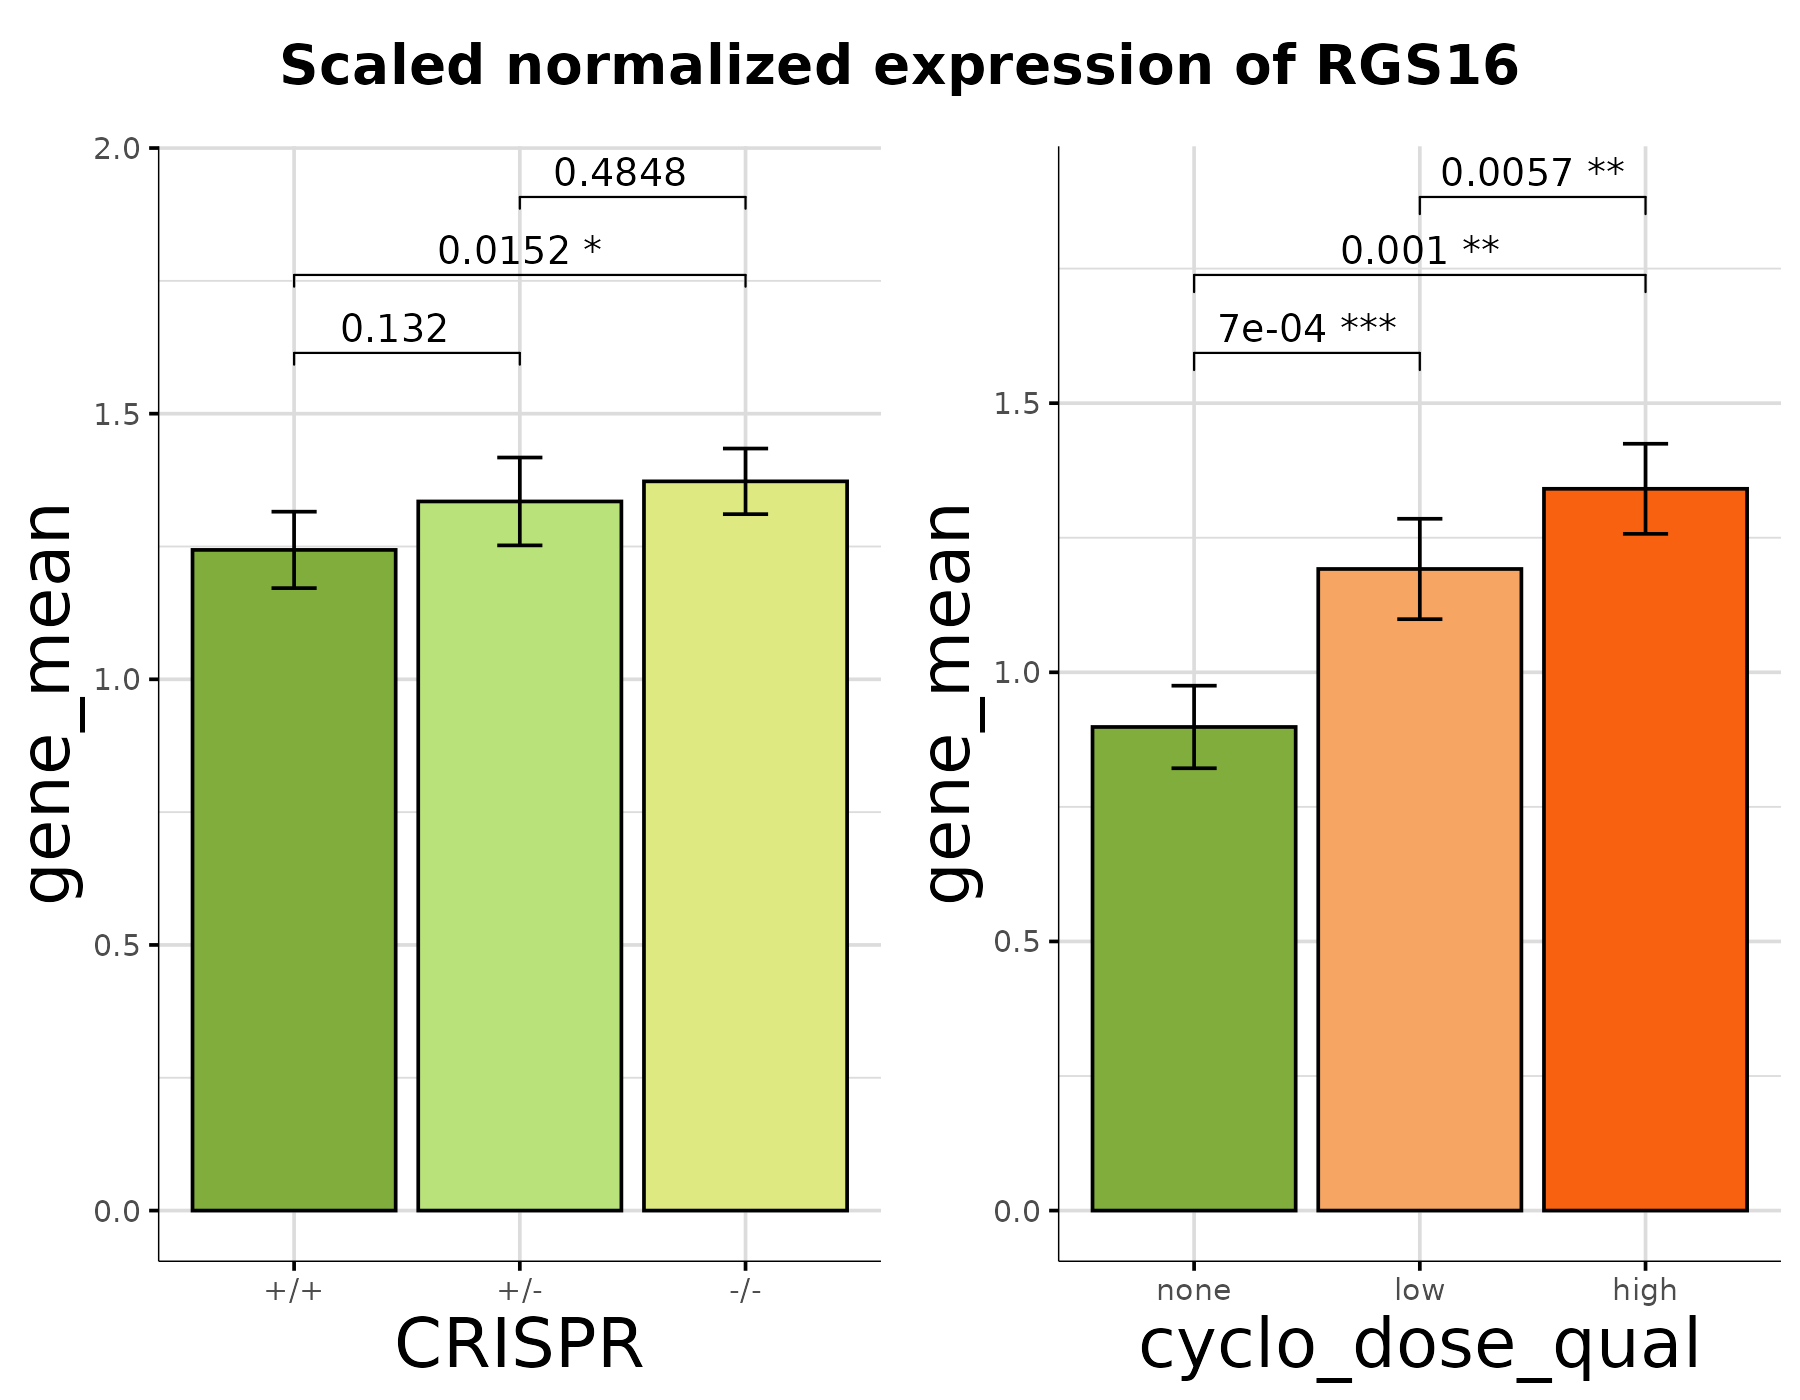 Scaled normalized expression of RGS16
gene_mean
2.0
1.5
1.0
0.5
0.0
0.4848
0.0152 *
0.132
+/+ +/- -/-
CRISPR
gene_mean
1.5
1.0
0.5
0.0
0.0057 **
0.001 **
7e-04 ***
none low high
cyclo_dose_qual